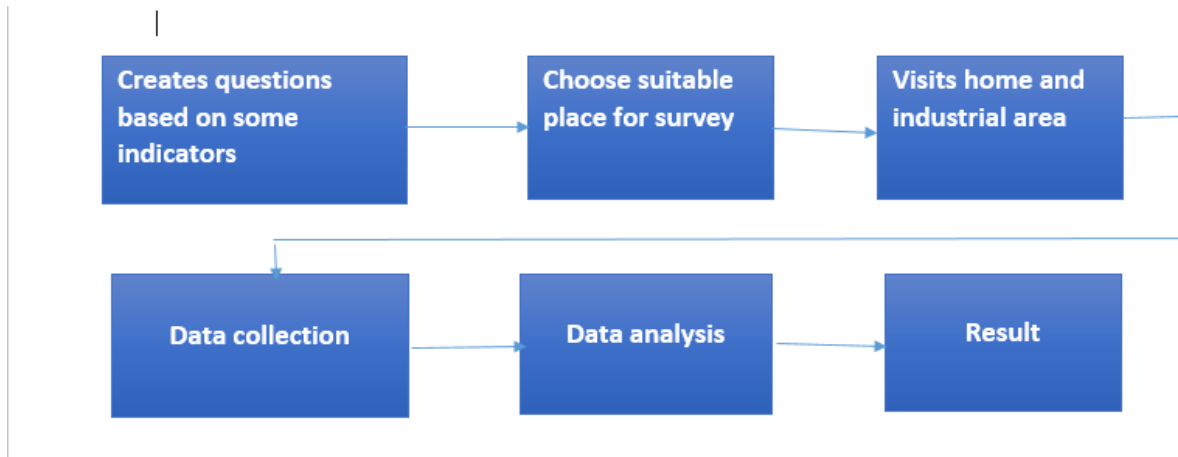 Creates questions
based on some
indicators
Choose suitable
place for survey
Visits home and
industrial area
Data collection
Data analysis
Result